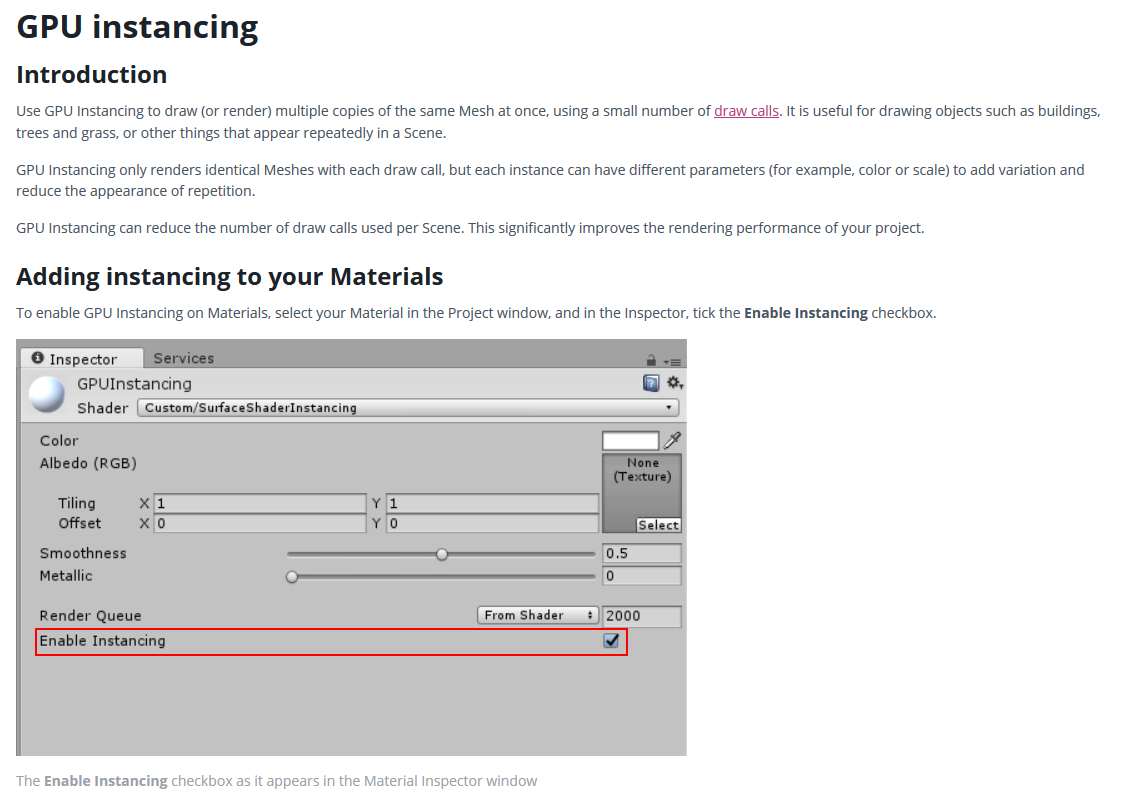 GPU instancing
Introduction
Use GPU Instancing to draw (or render) multiple copies of the same Mesh at once, using a small number of draw calls. It is useful for drawing objects such as buildings,
trees and grass, or other things that appear repeatedly in a Scene.
GPU Instancing only renders identical Meshes with each draw call, but each instance can have different parameters (for example, color or scale) to add variation and
reduce the appearance of repetition.
GPU Instancing can reduce the number of draw calls used per Scene. This significantly improves the rendering performance of your project.
Adding instancing to your Materials
To enable GPU Instancing on Materials, select your Material in the Project window, and in the Inspector, tick the Enable Instancing checkbox.
Inspector Services
GPUInstancing
Shader Custom/SurfaceShaderInstancing
Color
Albedo (RGB) None
(Texture)
Tiling X 1 Y 1
Offset X 0 Y 0
Select
Smoothness 0.5
Metallic 0
Render Queue From Shader 2000
Enable Instancing
The Enable Instancing checkbox as it appears in the Material Inspector window